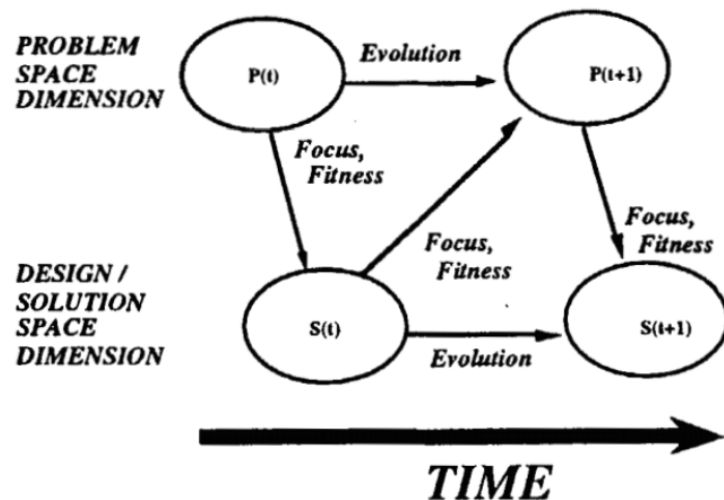 PROBLEM
SPACE
DIMENSION
P(t)
Evolution
P(t+1)
Focus,
Fitness
Focus,
Fitness
Focus,
Fitness
DESIGN /
SOLUTION
SPACE
DIMENSION
S(t)
Evolution
S(t+1)
TIME